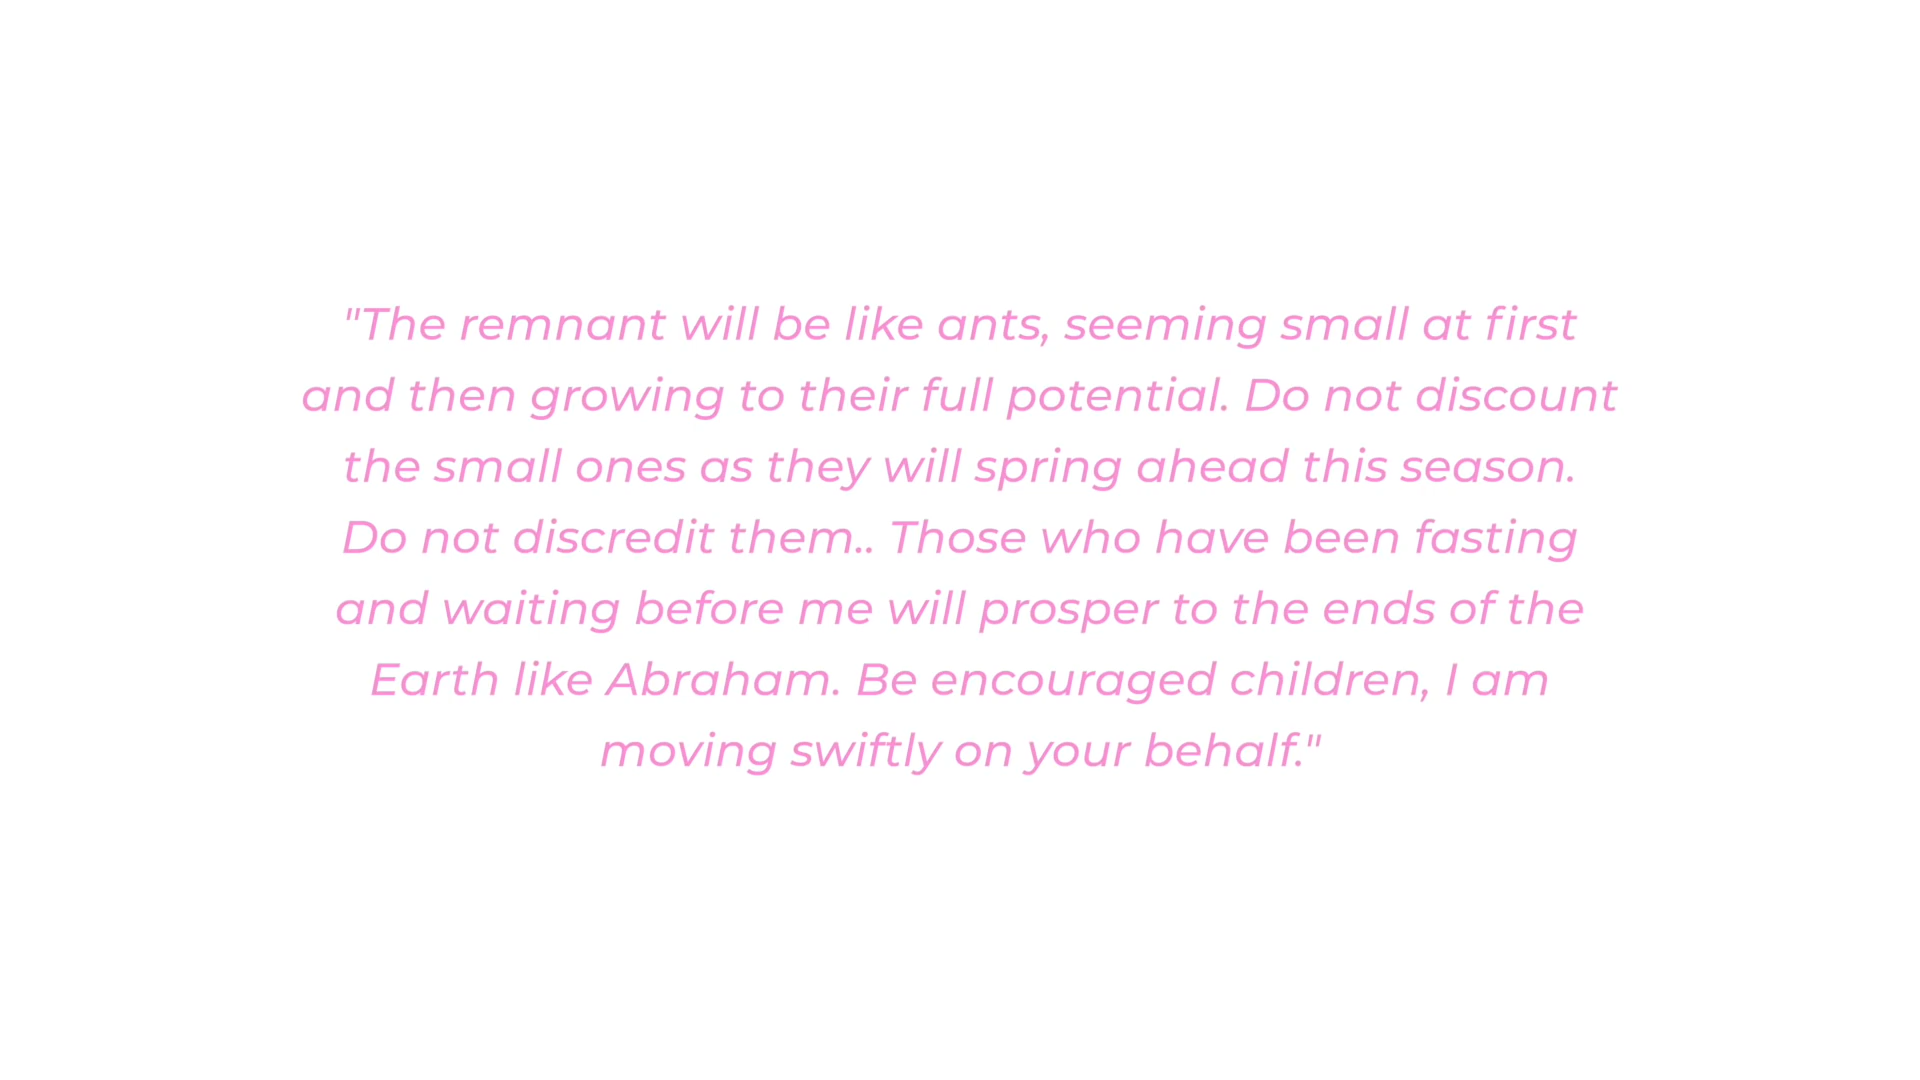 "The remnant will be like ants, seeming small at first
and then growing to their full potential. Do not discount
the small ones as they will spring ahead this season.
Do not discredit them.. Those who have been fasting
and waiting before me will prosper to the ends of the
Earth like Abraham. Be encouraged children, I am
moving swiftly on your behalf."